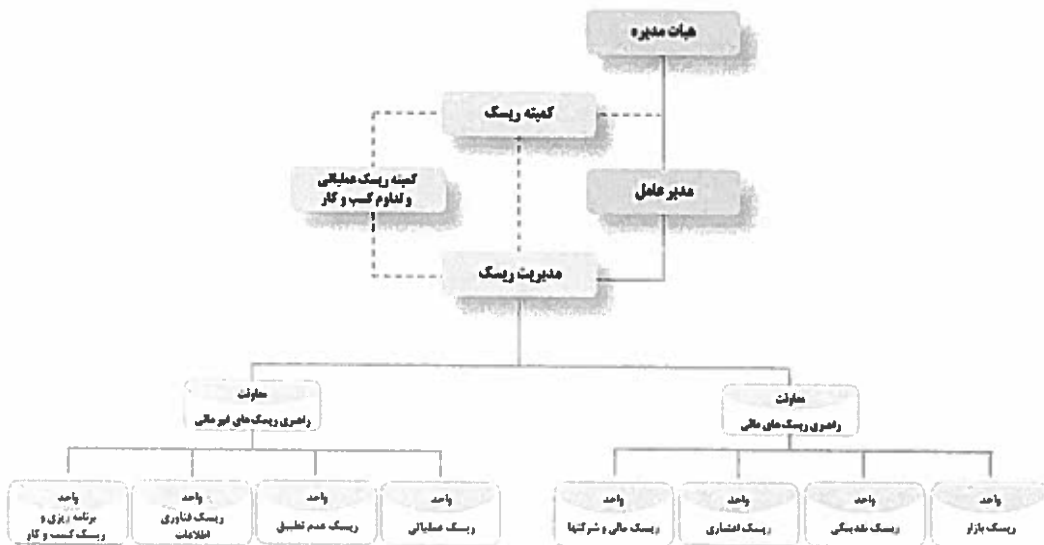 هیات مدیره
کمیته ریسک
کمیته ریسک عملیاتی
و تداوم کسب و کار
مدیر عامل
مدیریت ریسک
معاونت
راهبری ریسک های مالی
معاونت
راهبری ریسک های غیر مالی
واحد
ریسک بازار
واحد
ریسک نقدینگی
واحد
ریسک اعتباری
واحد
ریسک مالی و شرکتها
واحد
ریسک عملیاتی
واحد
ریسک عدم تطبیق
واحد
ریسک فناوری
اطلاعات
واحد
برنامه ریزی و
ریسک کسب و کار